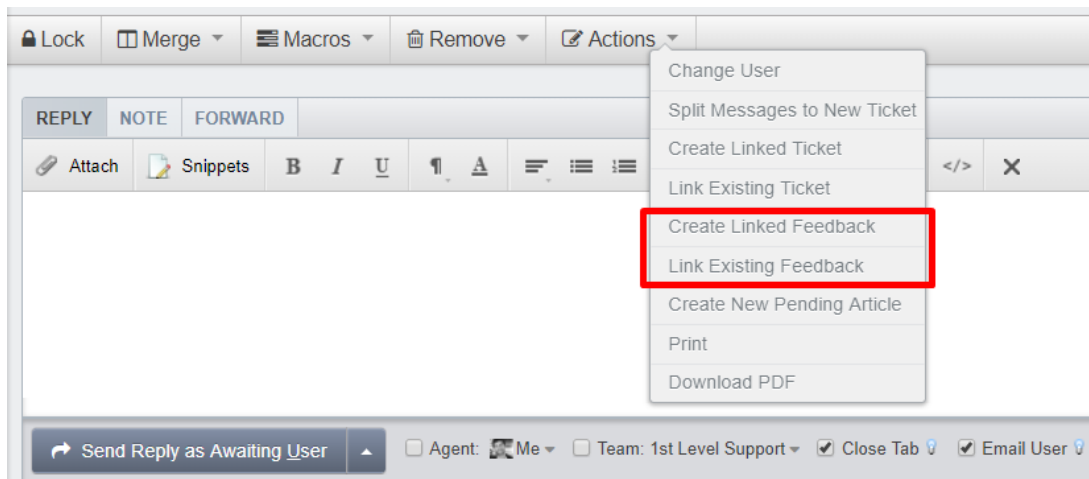 Lock Merge Macros Remove Actions
Change User
Split Messages to New Ticket
Create Linked Ticket
Link Existing Ticket
Create Linked Feedback
Link Existing Feedback
Create New Pending Article
Print
Download PDF
REPLY NOTE FORWARD
Attach Snippets B I U ¶ A </>
Send Reply as Awaiting User Agent: Me Team: 1st Level Support Close Tab Email User